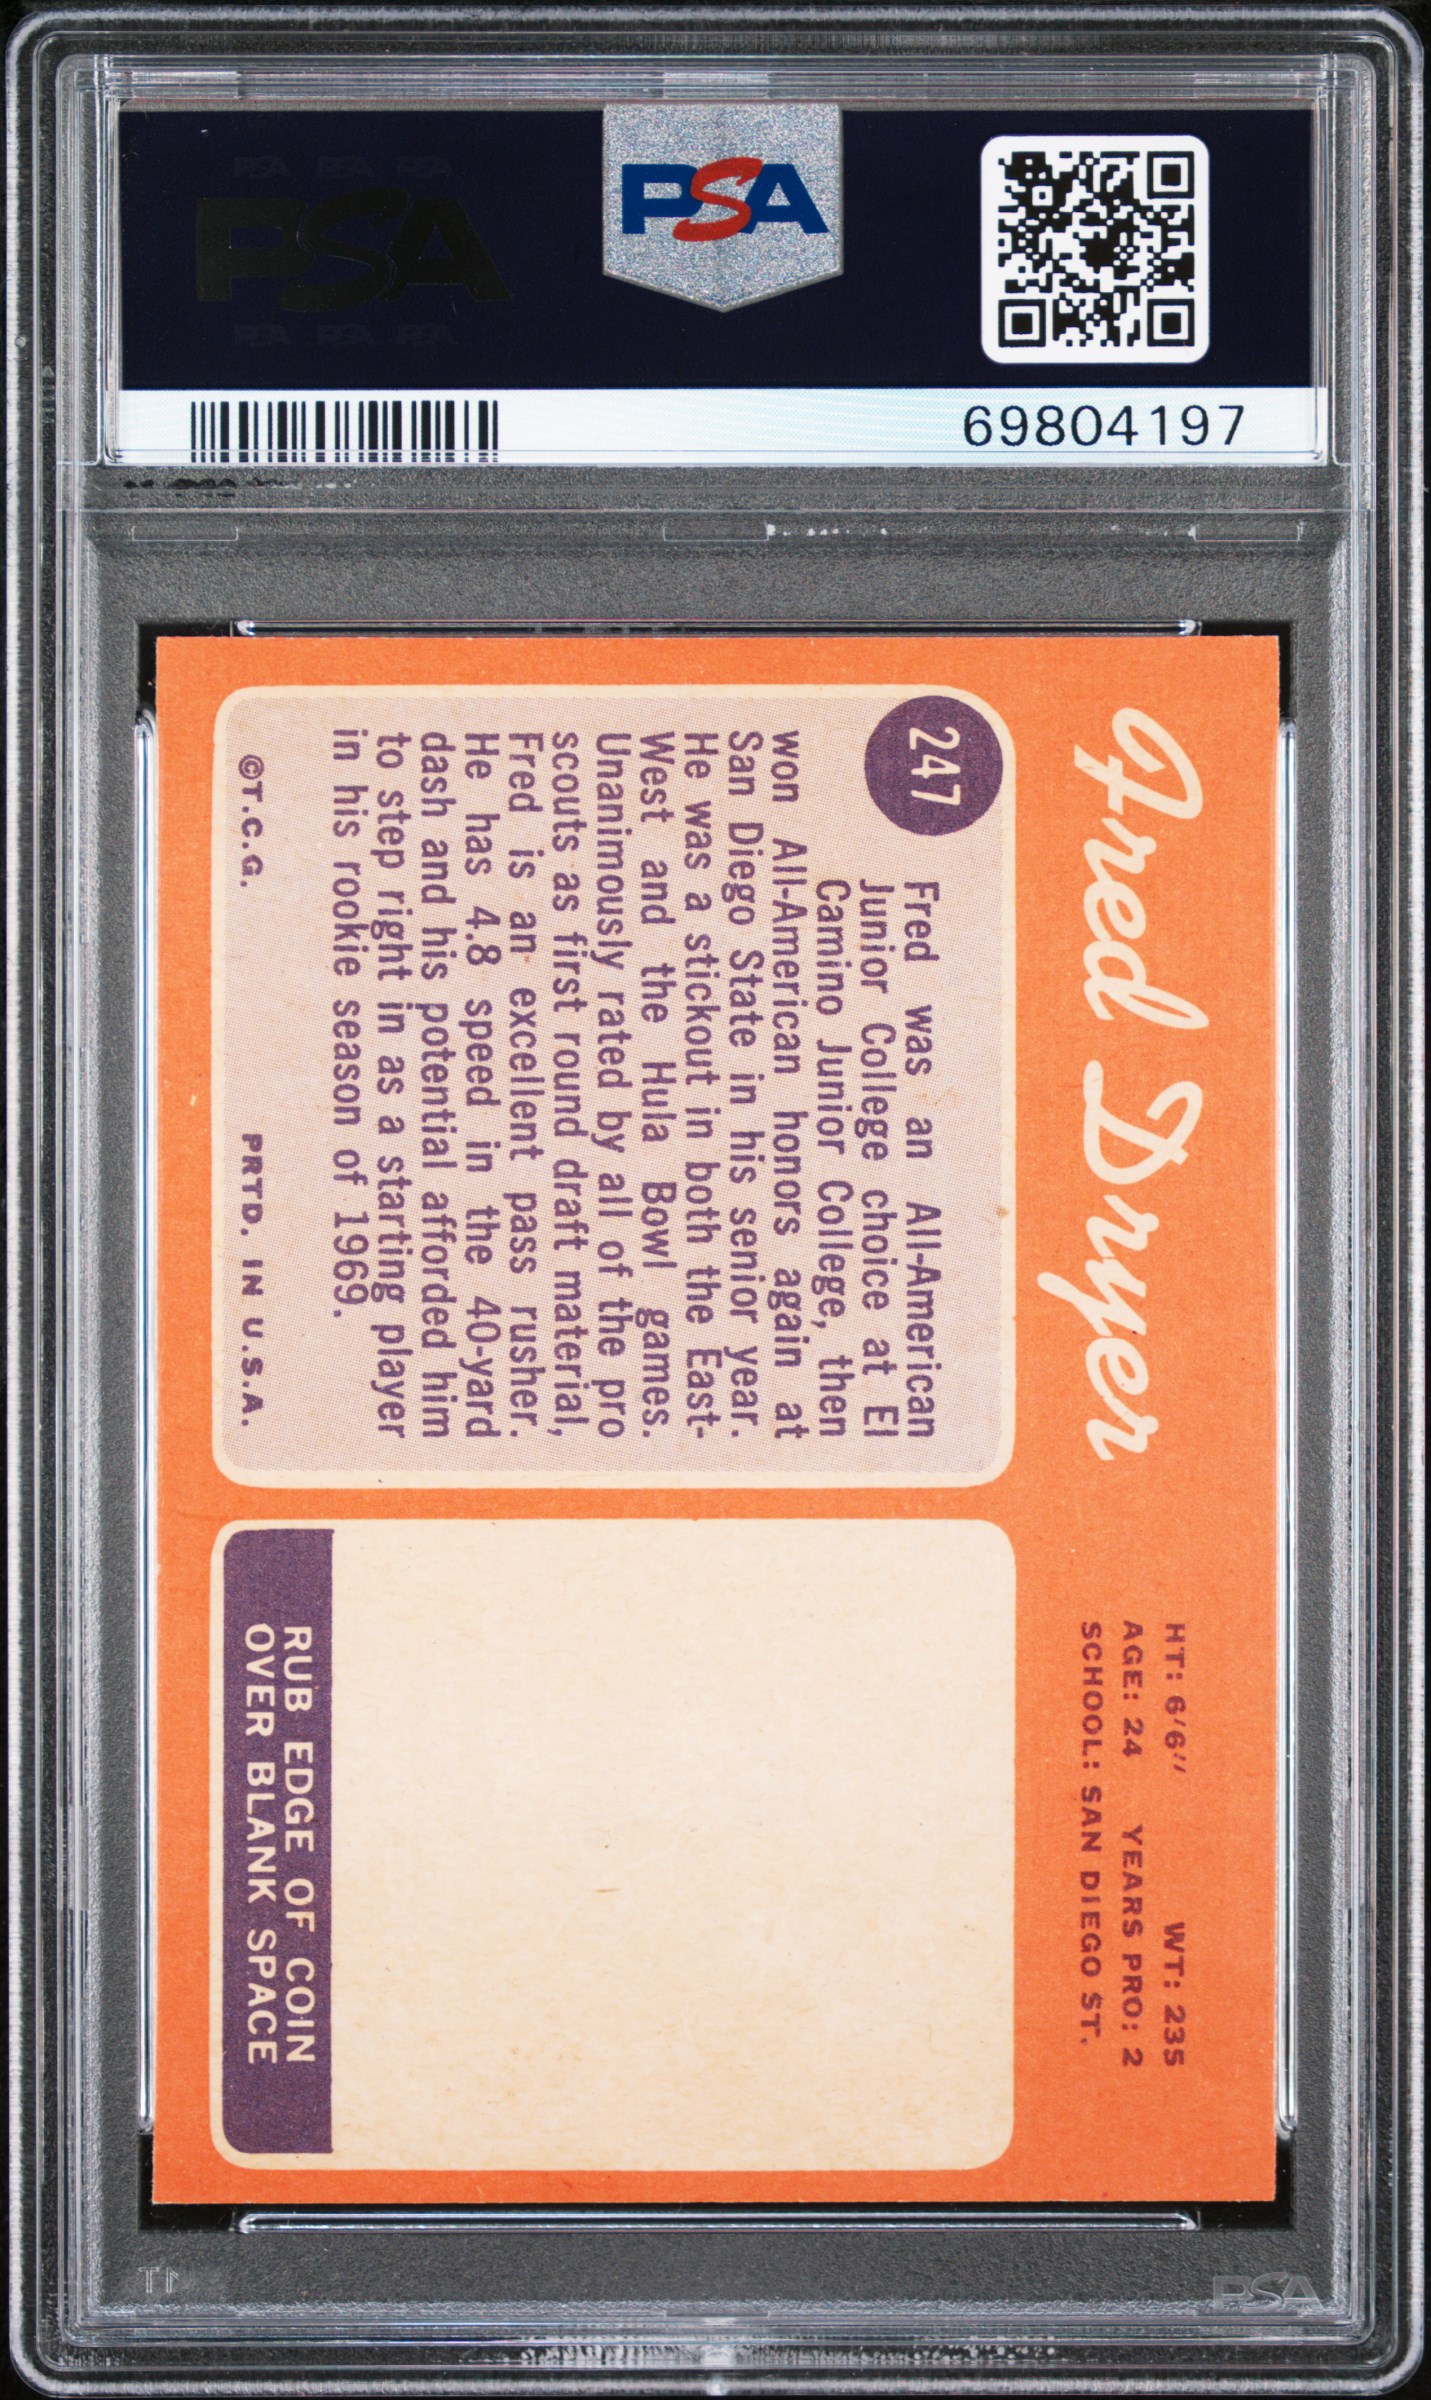 PSA
PSA
69804197
Fred Dryer
HT: 6'6" WT: 235
AGE: 24 YEARS PRO: 2
SCHOOL: SAN DIEGO ST.
247
Fred was an All-American
Junior College choice at El
Camino Junior College, then
won All-American honors again at
San Diego State in his senior year.
He was a stickout in both the East-
West and the Hula Bowl games.
Unanimously rated by all of the pro
scouts as first round draft material,
Fred is an excellent pass rusher.
He has 4.8 speed in the 40-yard
dash and his potential afforded him
to step right in as a starting player
in his rookie season of 1969.
©T.C.G. PRTD. IN U.S.A.
RUB EDGE OF COIN
OVER BLANK SPACE
PSA